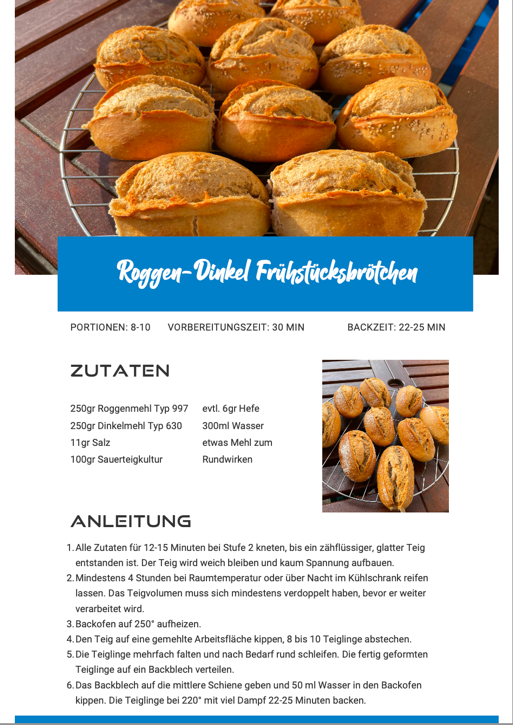 Roggen-Dinkel Frühstücksbrötchen
PORTIONEN: 8-10 VORBEREITUNGSZEIT: 30 MIN BACKZEIT: 22-25 MIN
ZUTATEN
250gr Roggenmehl Typ 997
250gr Dinkelmehl Typ 630
11gr Salz
100gr Sauerteigkultur
evtl. 6gr Hefe
300ml Wasser
etwas Mehl zum
Rundwirken
ANLEITUNG
1. Alle Zutaten für 12-15 Minuten bei Stufe 2 kneten, bis ein zähflüssiger, glatter Teig
entstanden ist. Der Teig wird weich bleiben und kaum Spannung aufbauen.
2. Mindestens 4 Stunden bei Raumtemperatur oder über Nacht im Kühlschrank reifen
lassen. Das Teigvolumen muss sich mindestens verdoppelt haben, bevor er weiter
verarbeitet wird.
3. Backofen auf 250° aufheizen.
4. Den Teig auf eine gemehlte Arbeitsfläche kippen, 8 bis 10 Teiglinge abstechen.
5. Die Teiglinge mehrfach falten und nach Bedarf rund schleifen. Die fertig geformten
Teiglinge auf ein Backblech verteilen.
6. Das Backblech auf die mittlere Schiene geben und 50 ml Wasser in den Backofen
kippen. Die Teiglinge bei 220° mit viel Dampf 22-25 Minuten backen.